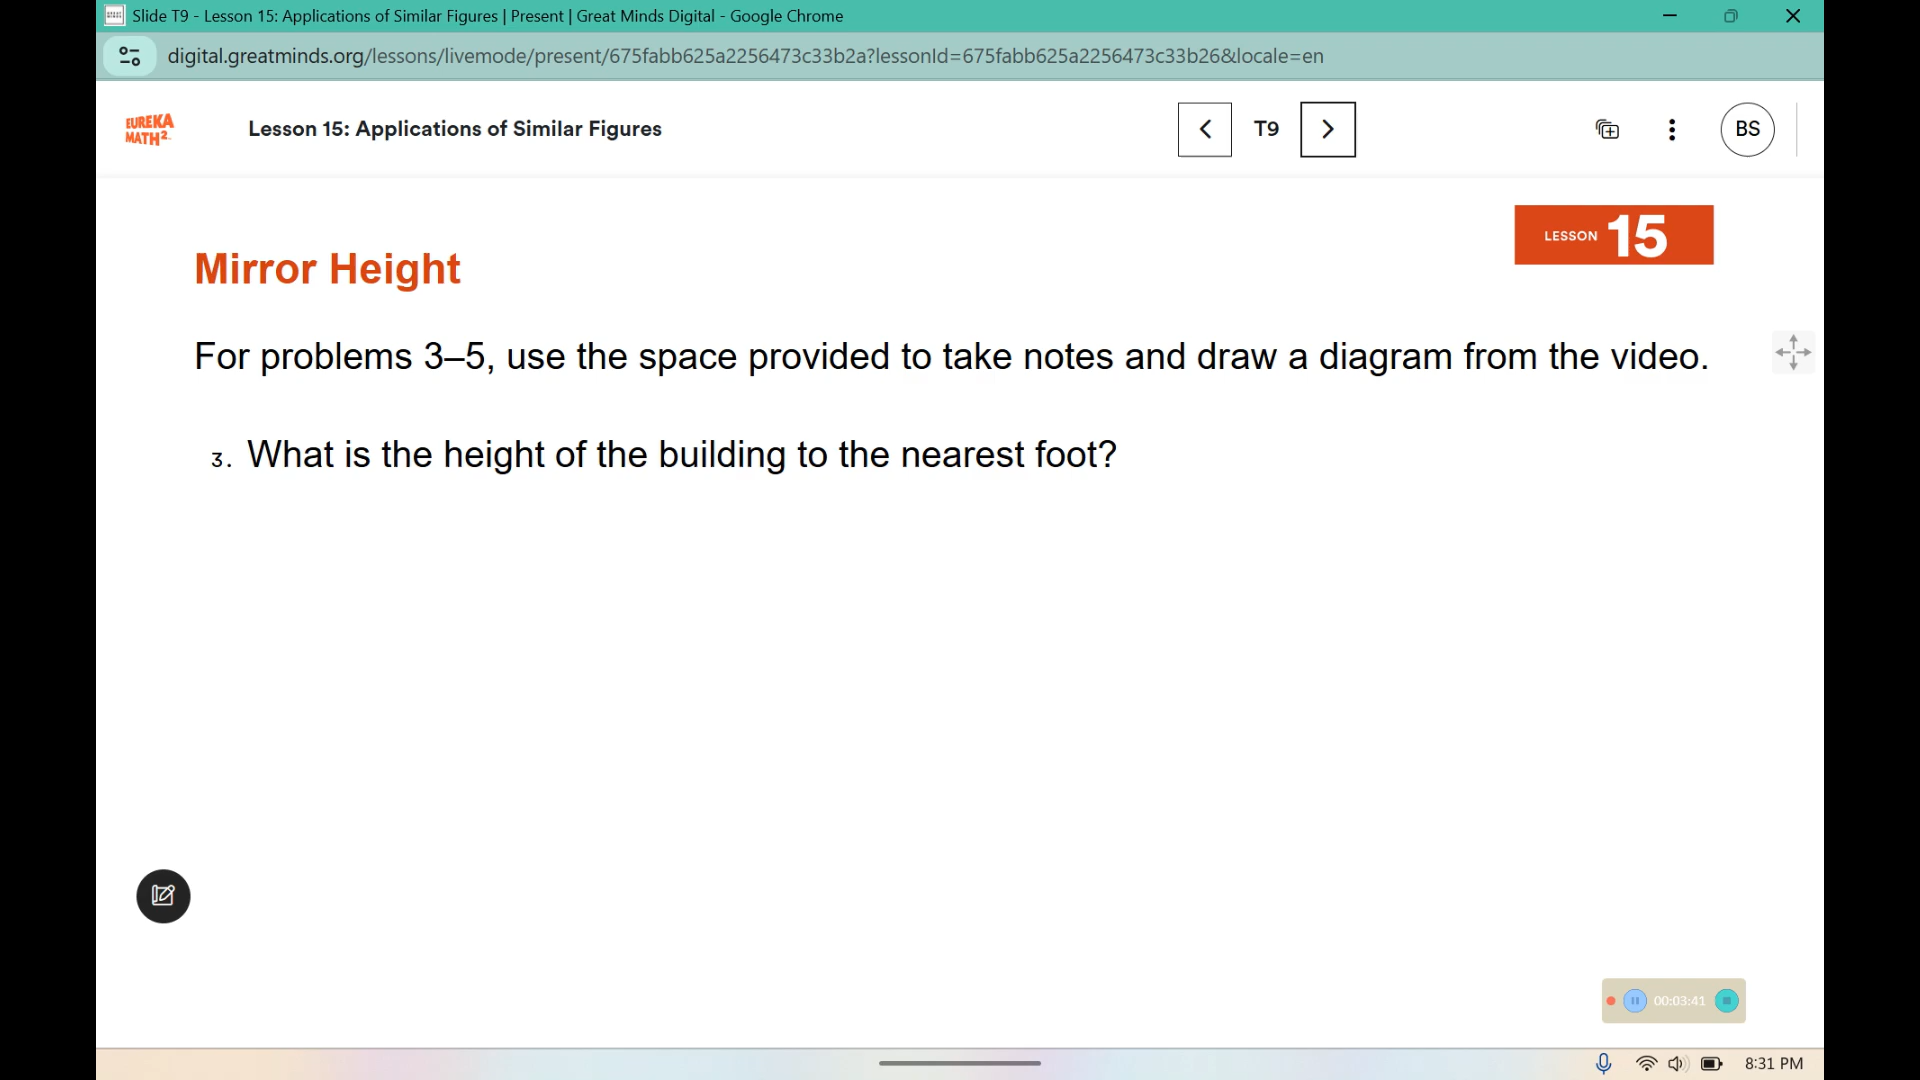 Slide T9 - Lesson 15: Applications of Similar Figures | Present | Great Minds Digital - Google Chrome
digital.greatminds.org/lessons/livemode/present/675fabb625a2256473c33b2a?lessonId=675fabb625a2256473c33b26&locale=en
EUREKA
MATH²
Lesson 15: Applications of Similar Figures
T9
BS
LESSON 15
Mirror Height
For problems 3–5, use the space provided to take notes and draw a diagram from the video.
3. What is the height of the building to the nearest foot?
00:03:41
8:31 PM